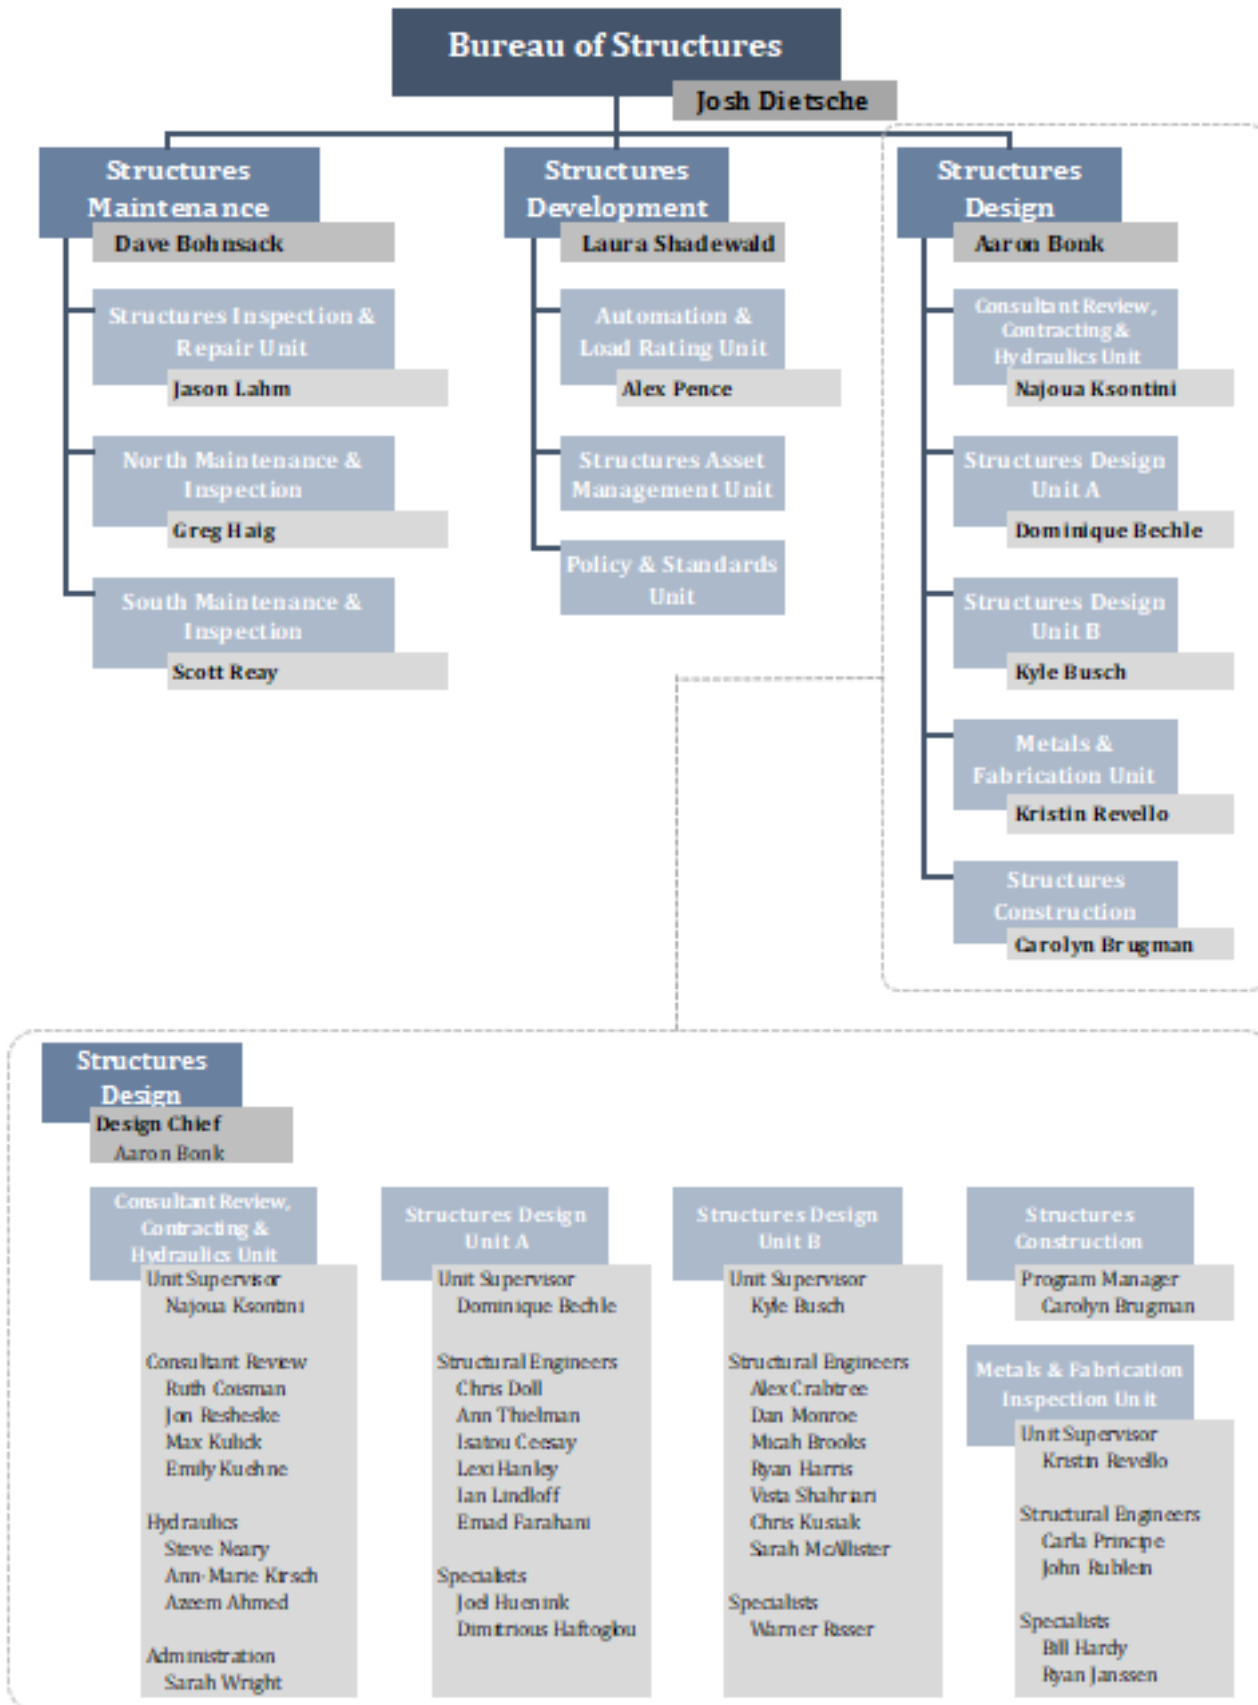 Bureau of Structures
Josh Dietsche
Structures
Maintenance
Dave Bohnsack
Structures Inspection &
Repair Unit
Jason Lahm
North Maintenance &
Inspection
Greg Haig
South Maintenance &
Inspection
Scott Reay
Structures
Development
Laura Shadewald
Automation &
Load Rating Unit
Alex Pence
Structures Asset
Management Unit
Policy & Standards
Unit
Structures
Design
Aaron Bonk
Consultant Review,
Contracting &
Hydraulics Unit
Najoua Ksontini
Structures Design
Unit A
Dominique Bechle
Structures Design
Unit B
Kyle Busch
Metals &
Fabrication Unit
Kristin Revello
Structures
Construction
Carolyn Brugman
Structures
Design
Design Chief
Aaron Bonk
Consultant Review,
Contracting &
Hydraulics Unit
Unit Supervisor
Najoua Ksontini
Consultant Review
Ruth Coisman
Jon Resheske
Max Kulick
Emily Kuehne
Hydraulics
Steve Neary
Ann-Marie Kirsch
Azeem Ahmed
Administration
Sarah Wright
Structures Design
Unit A
Unit Supervisor
Dominique Bechle
Structural Engineers
Chris Doll
Ann Thielman
Isatou Ceesay
Lexi Hanley
Ian Lindloff
Emad Farahani
Specialists
Joel Huenink
Dimitrious Haftoglou
Structures Design
Unit B
Unit Supervisor
Kyle Busch
Structural Engineers
Alex Crabtree
Dan Monroe
Micah Brooks
Ryan Harris
Vista Shahriari
Chris Kusiak
Sarah McAllister
Specialists
Warner Risser
Structures
Construction
Program Manager
Carolyn Brugman
Metals & Fabrication
Inspection Unit
Unit Supervisor
Kristin Revello
Structural Engineers
Carla Principe
John Rublein
Specialists
Bill Hardy
Ryan Janssen